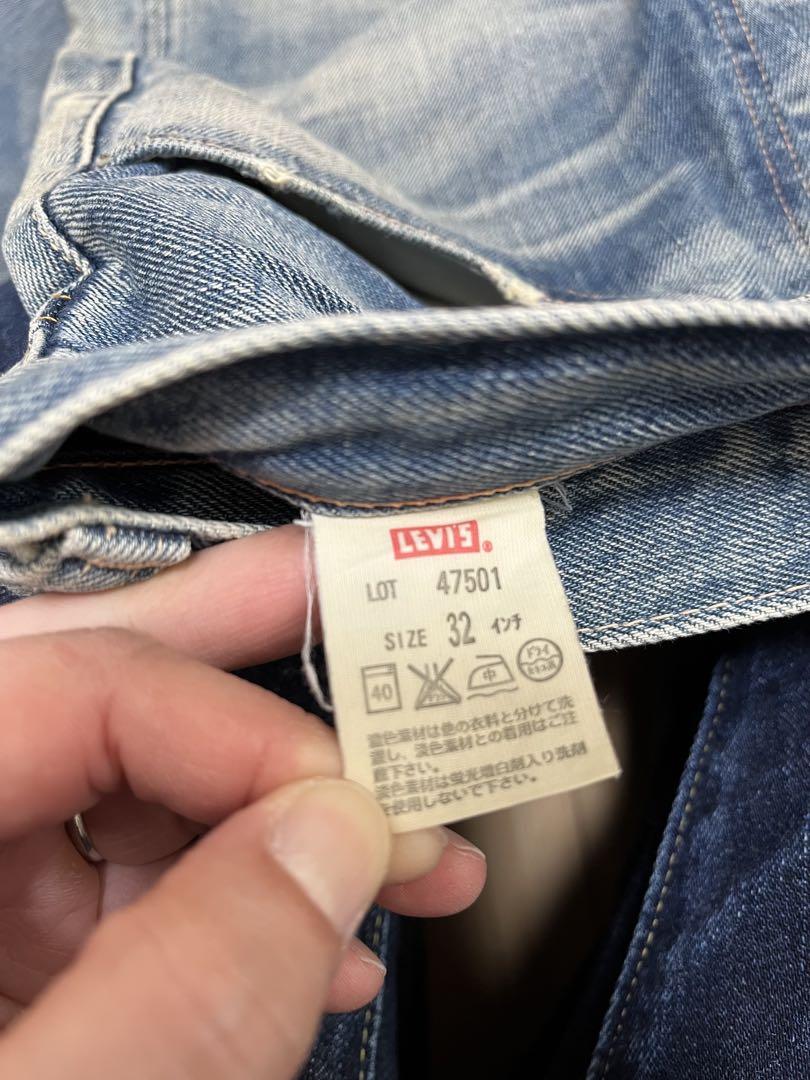 LEVI'S®
LOT 47501
SIZE 32 インチ
40 中 ドライ
濃色素材は色の衣料と分けて洗
濯し、淡色素材との着用はご注
意下さい。
淡色素材は蛍光増白剤入り洗剤
を使用しないで下さい。